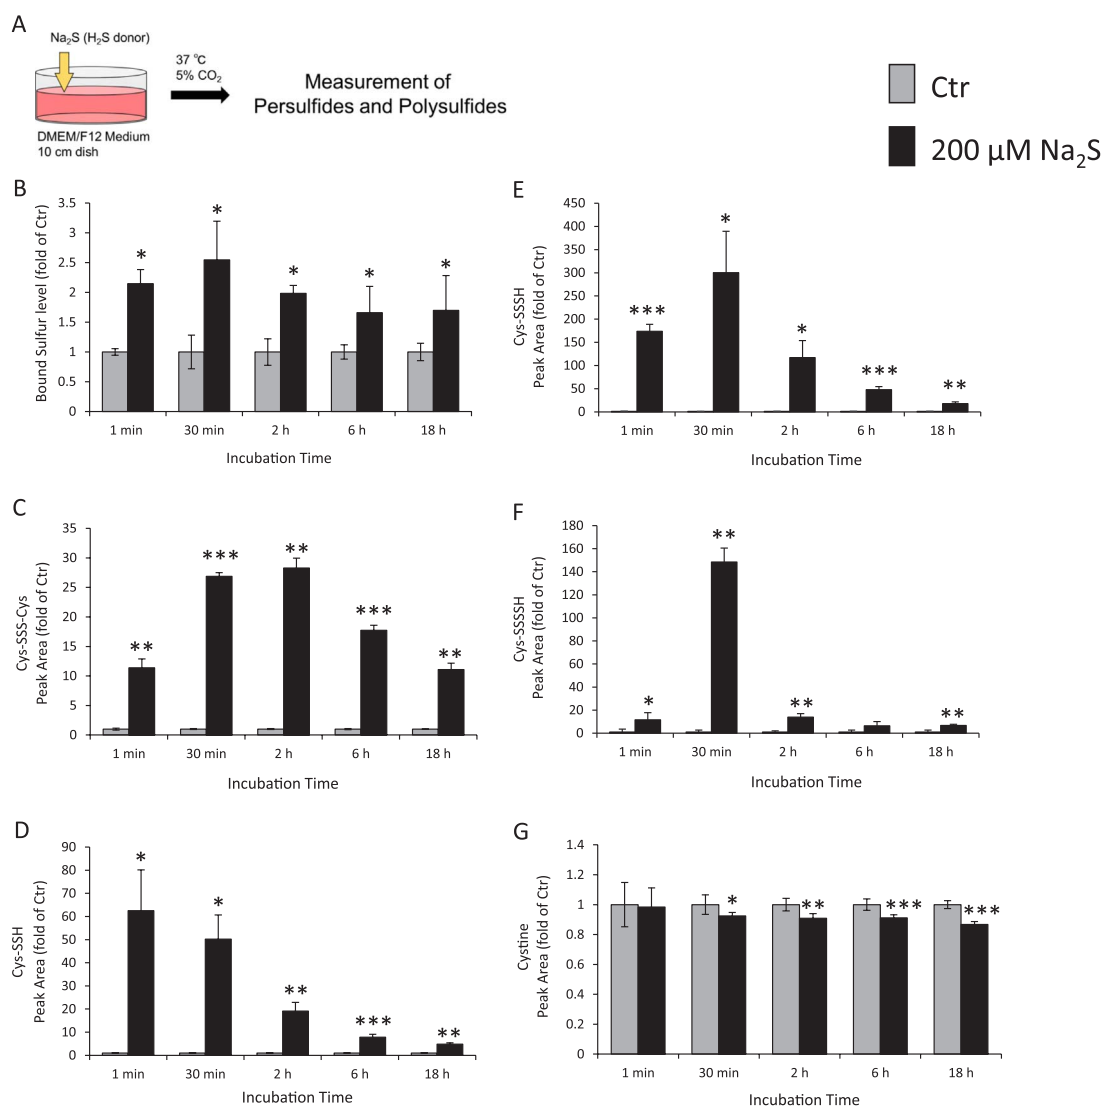 A
Na₂S (H₂S donor)
37 ℃
5% CO₂
Measurement of
Persulfides and Polysulfides
DMEM/F12 Medium
10 cm dish
Ctr
200 µM Na₂S
B
Bound Sulfur level (fold of Ctr)
3.5
3
2.5
2
1.5
1
0.5
0
*
*
*
*
*
1 min 30 min 2 h 6 h 18 h
Incubation Time
E
Cys-SSSH
Peak Area (fold of Ctr)
450
400
350
300
250
200
150
100
50
0
***
*
*
***
**
1 min 30 min 2 h 6 h 18 h
Incubation Time
C
Cys-SSS-Cys
Peak Area (fold of Ctr)
35
30
25
20
15
10
5
0
**
***
**
***
**
1 min 30 min 2 h 6 h 18 h
Incubation Time
F
Cys-SSSSH
Peak Area (fold of Ctr)
180
160
140
120
100
80
60
40
20
0
*
**
**
**
1 min 30 min 2 h 6 h 18 h
Incubation Time
D
Cys-SSH
Peak Area (fold of Ctr)
90
80
70
60
50
40
30
20
10
0
*
*
**
***
**
1 min 30 min 2 h 6 h 18 h
Incubation Time
G
Cystine
Peak Area (fold of Ctr)
1.4
1.2
1
0.8
0.6
0.4
0.2
0
*
**
***
***
1 min 30 min 2 h 6 h 18 h
Incubation Time